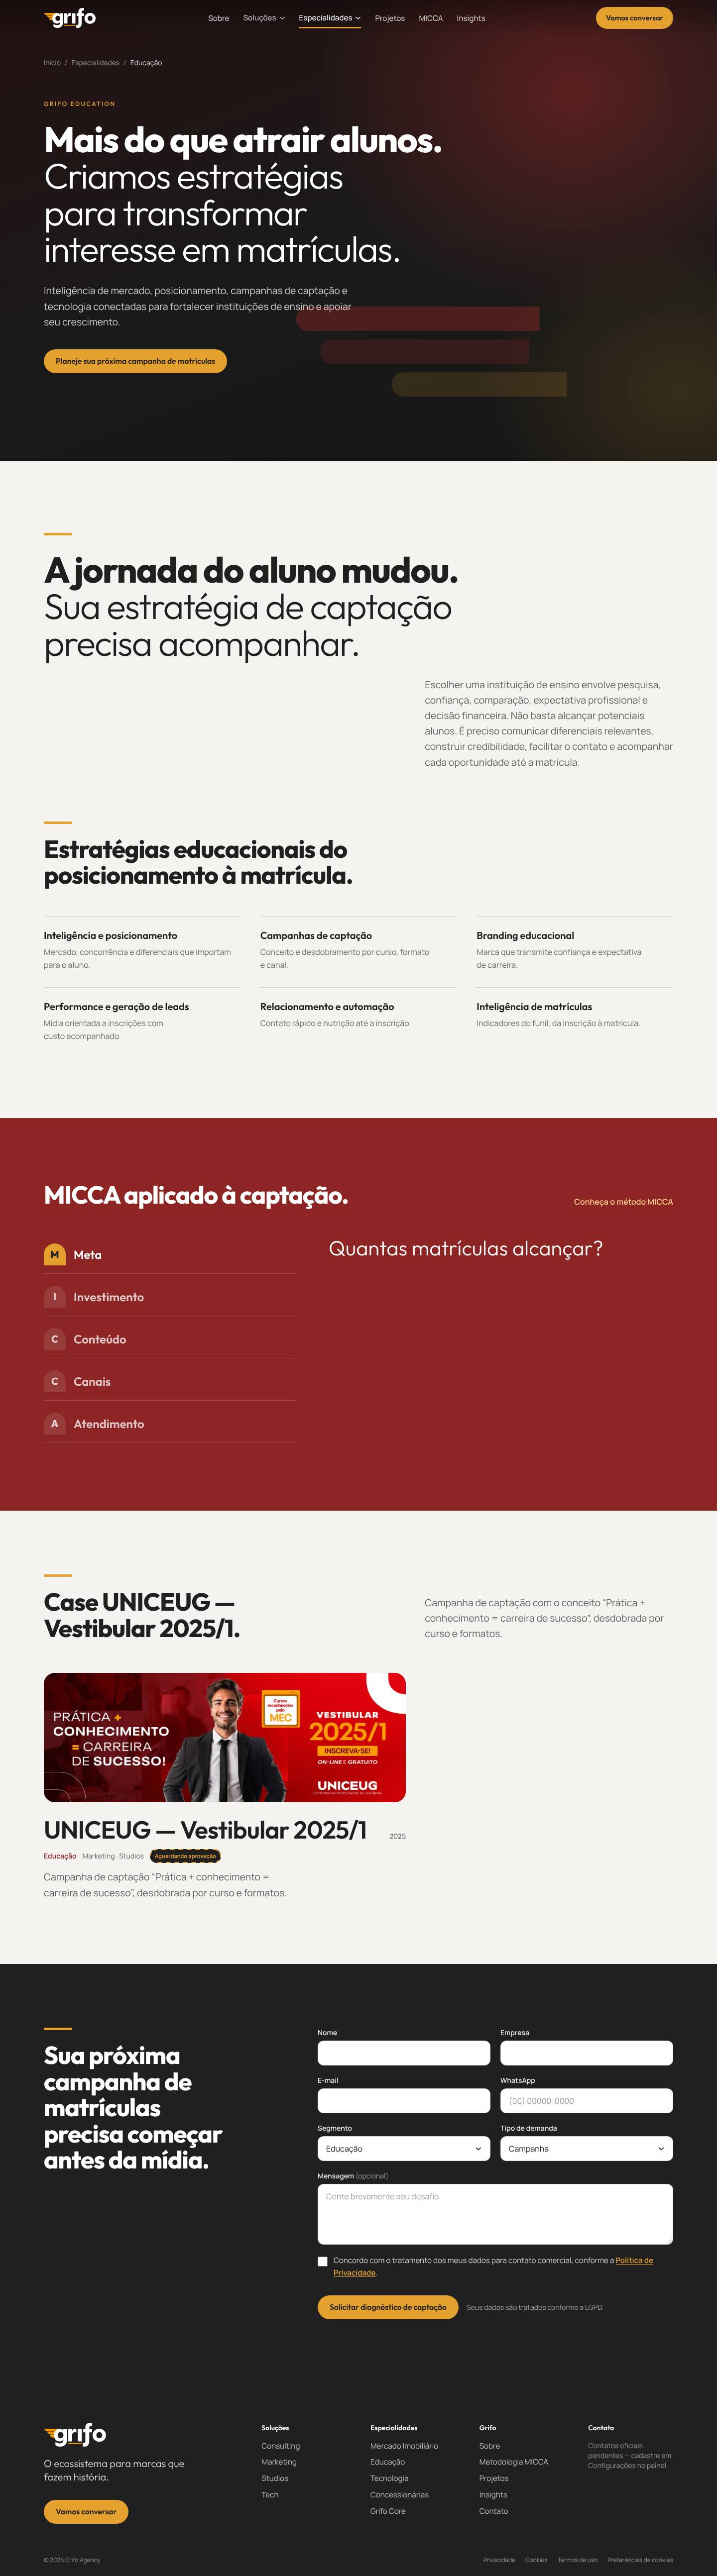 grifo
Sobre
Soluções
Especialidades
Projetos
MICCA
Insights
Vamos conversar
Início / Especialidades / Educação
GRIFO EDUCATION
Mais do que atrair alunos.
Criamos estratégias
para transformar
interesse em matrículas.
Inteligência de mercado, posicionamento, campanhas de captação e
tecnologia conectadas para fortalecer instituições de ensino e apoiar
seu crescimento.
Planeje sua próxima campanha de matrículas
A jornada do aluno mudou.
Sua estratégia de captação
precisa acompanhar.
Escolher uma instituição de ensino envolve pesquisa,
confiança, comparação, expectativa profissional e
decisão financeira. Não basta alcançar potenciais
alunos. É preciso comunicar diferenciais relevantes,
construir credibilidade, facilitar o contato e acompanhar
cada oportunidade até a matrícula.
Estratégias educacionais do
posicionamento à matrícula.
Inteligência e posicionamento
Mercado, concorrência e diferenciais que importam
para o aluno.
Campanhas de captação
Conceito e desdobramento por curso, formato
e canal.
Branding educacional
Marca que transmite confiança e expectativa
de carreira.
Performance e geração de leads
Mídia orientada a inscrições com
custo acompanhado.
Relacionamento e automação
Contato rápido e nutrição até a inscrição.
Inteligência de matrículas
Indicadores do funil, da inscrição à matrícula.
MICCA aplicado à captação.
Conheça o método MICCA
M Meta
I Investimento
C Conteúdo
C Canais
A Atendimento
Quantas matrículas alcançar?
Case UNICEUG —
Vestibular 2025/1.
Campanha de captação com o conceito “Prática +
conhecimento = carreira de sucesso”, desdobrada por
curso e formatos.
PRÁTICA +
CONHECIMENTO
= CARREIRA
DE SUCESSO!
Cursos
reconhecidos
pelo
MEC
VESTIBULAR
2025/1
INSCREVA-SE!
ON-LINE E GRATUITO
UNICEUG
CENTRO UNIVERSITÁRIO DE GOIÂNIA
UNICEUG — Vestibular 2025/1
2025
Educação Marketing · Studios Aguardando aprovação
Campanha de captação “Prática + conhecimento =
carreira de sucesso”, desdobrada por curso e formatos.
Sua próxima
campanha de
matrículas
precisa começar
antes da mídia.
Nome
Empresa
E-mail
WhatsApp
(00) 00000-0000
Segmento
Educação
Tipo de demanda
Campanha
Mensagem (opcional)
Conte brevemente seu desafio.
Concordo com o tratamento dos meus dados para contato comercial, conforme a Política de
Privacidade.
Solicitar diagnóstico de captação
Seus dados são tratados conforme a LGPD.
grifo
O ecossistema para marcas que
fazem história.
Vamos conversar
Soluções
Consulting
Marketing
Studios
Tech
Especialidades
Mercado Imobiliário
Educação
Tecnologia
Concessionárias
Grifo Core
Grifo
Sobre
Metodologia MICCA
Projetos
Insights
Contato
Contato
Contatos oficiais
pendentes — cadastre em
Configurações no painel.
© 2026 Grifo Agency
Privacidade
Cookies
Termos de uso
Preferências de cookies